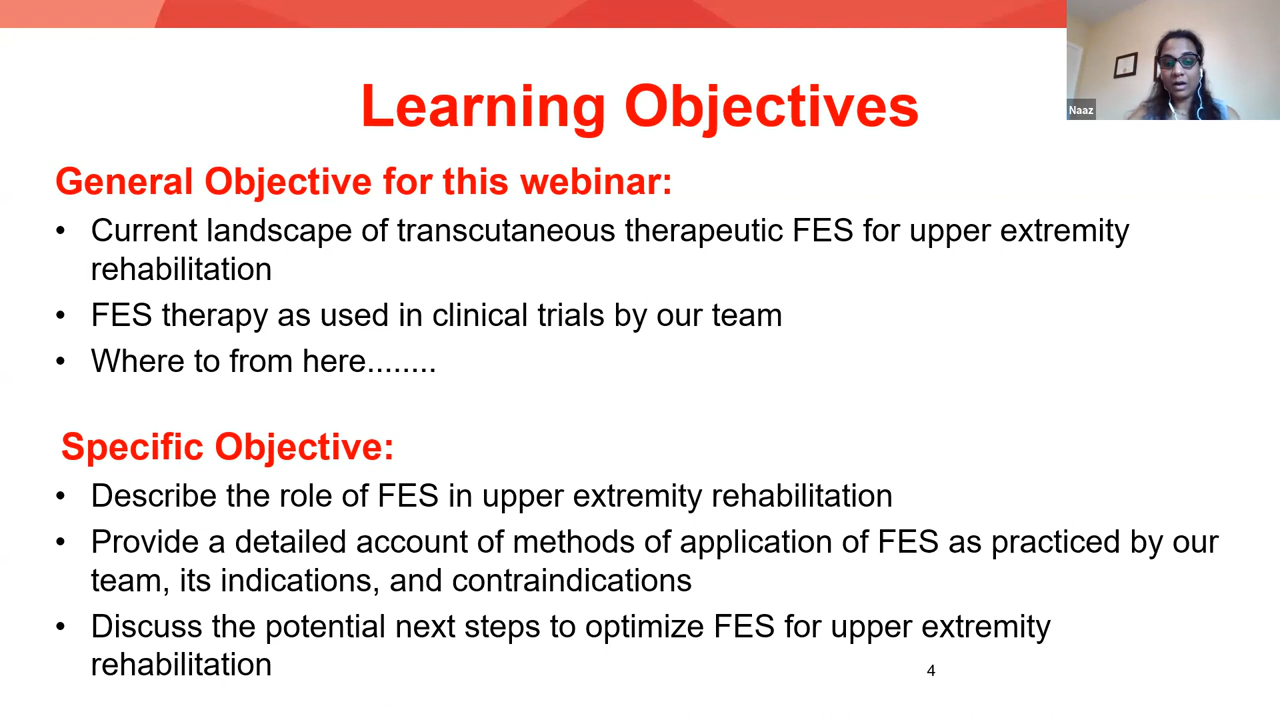 Learning Objectives
Naaz
General Objective for this webinar:
• Current landscape of transcutaneous therapeutic FES for upper extremity
rehabilitation
• FES therapy as used in clinical trials by our team
• Where to from here........
Specific Objective:
• Describe the role of FES in upper extremity rehabilitation
• Provide a detailed account of methods of application of FES as practiced by our
team, its indications, and contraindications
• Discuss the potential next steps to optimize FES for upper extremity
rehabilitation
4